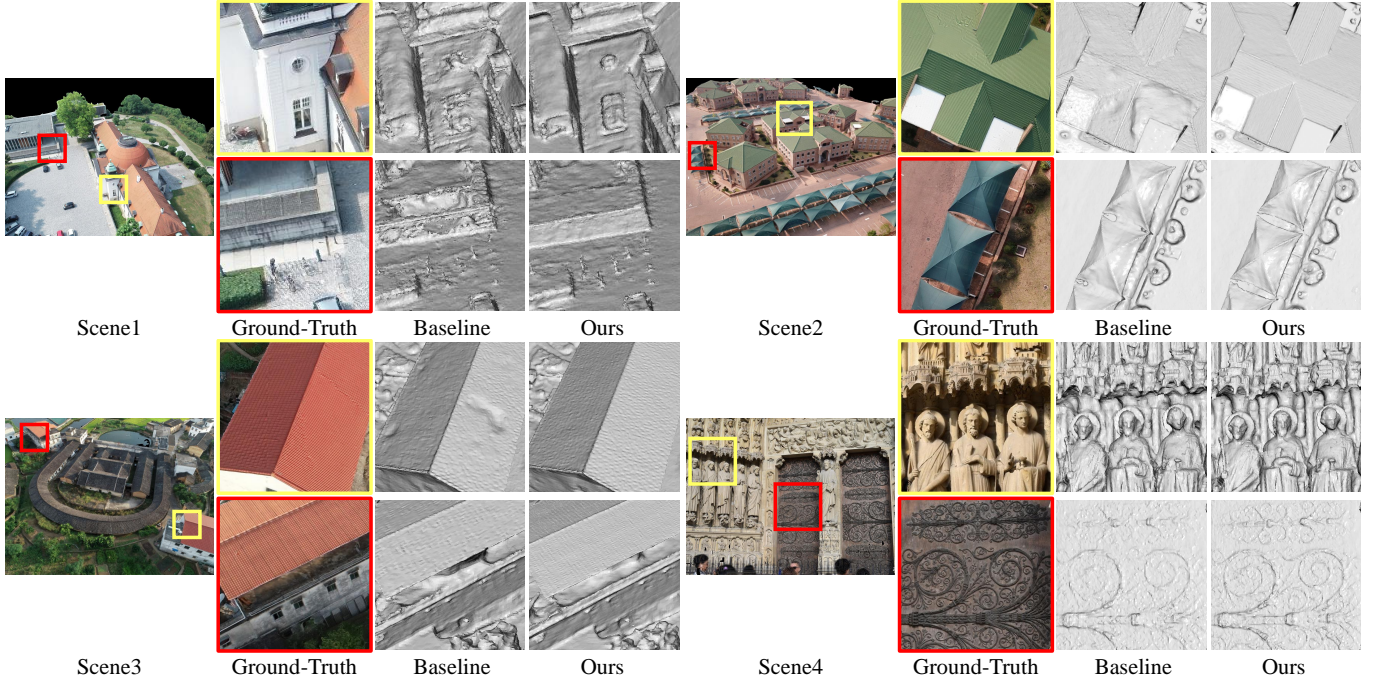 Scene1 Ground-Truth Baseline Ours Scene2 Ground-Truth Baseline Ours
Scene3 Ground-Truth Baseline Ours Scene4 Ground-Truth Baseline Ours